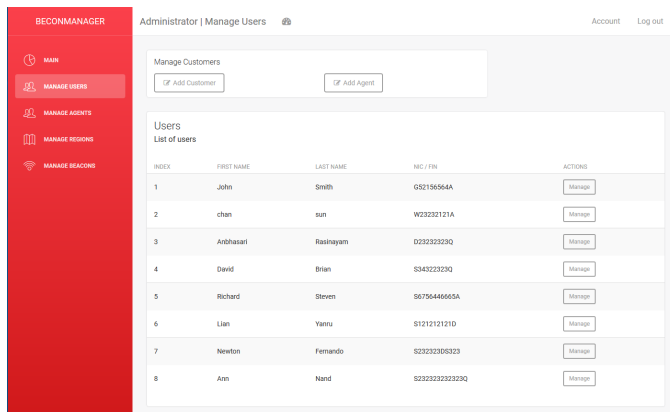 BECONMANAGER
Administrator | Manage Users
Account Log out
MAIN
MANAGE USERS
MANAGE AGENTS
MANAGE REGIONS
MANAGE BEACONS
Manage Customers
Add Customer Add Agent
Users
List of users
INDEX FIRST NAME LAST NAME NIC / FIN ACTIONS
1 John Smith G52156564A Manage
2 chan sun W23232121A Manage
3 Anbhasari Rasinayam D23232323Q Manage
4 David Brian S34322323Q Manage
5 Richard Steven S6756446665A Manage
6 Lian Yanru S121212121D Manage
7 Newton Fernando S232323DS323 Manage
8 Ann Nand S232323232323Q Manage